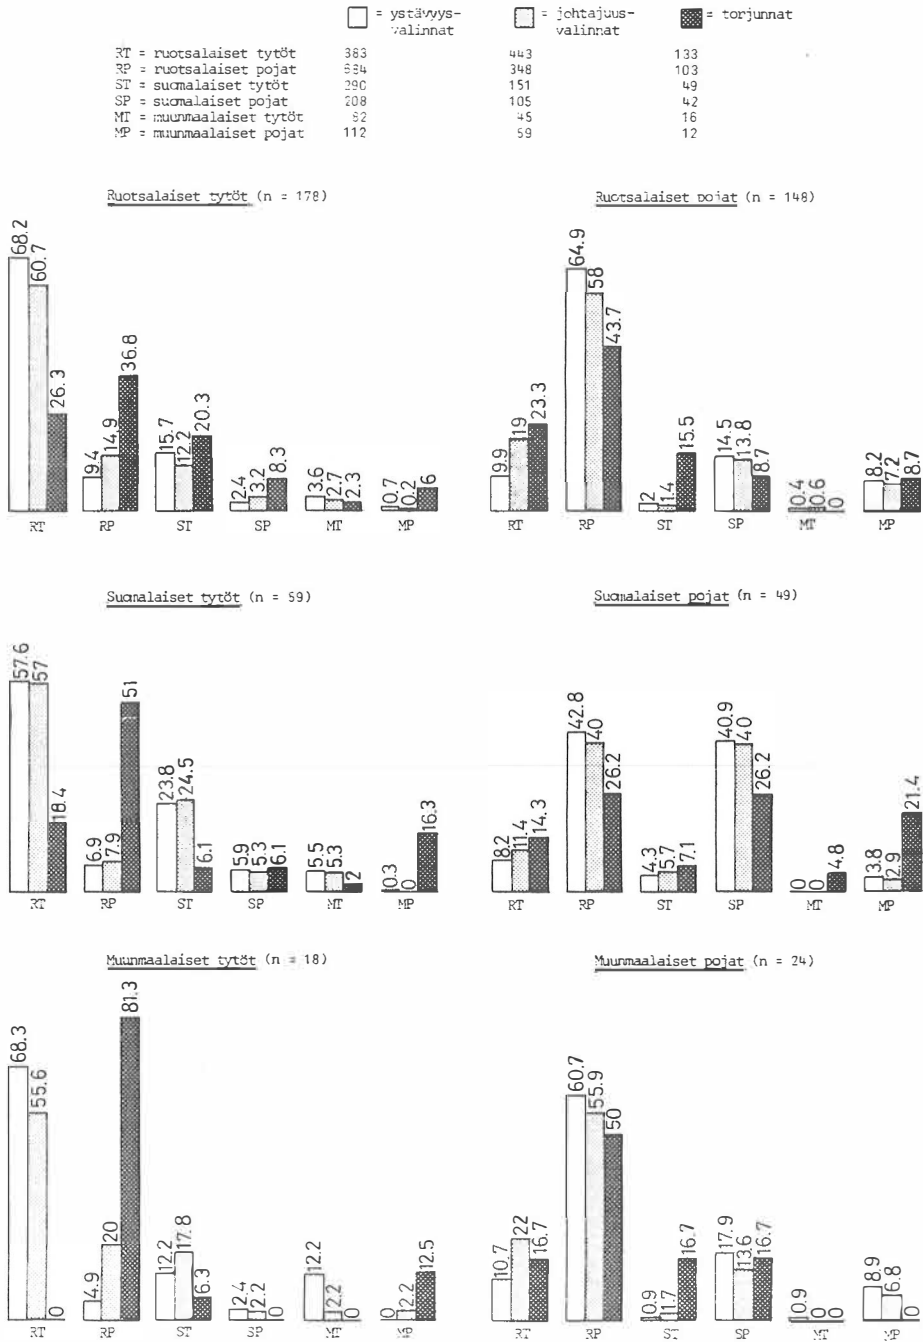 = ystävyys-valinnat = johtajuus-valinnat = torjunnat
RT = ruotsalaiset tytöt 383 443 133
RP = ruotsalaiset pojat 348 103
ST = suomalaiset tytöt 290 151 49
SP = suomalaiset pojat 208 105 42
MT = muunmaalaiset tytöt 82 45 16
MP = muunmaalaiset pojat 112 59 12
Ruotsalaiset tytöt (n = 178)
68.2 60.7 26.3 9.4 14.9 36.8 15.7 12.2 20.3 2.4 3.2 8.3 3.6 2.7 2.3 0.7 0.2 6
RT RP ST SP MT MP
Ruotsalaiset pojat (n = 148)
9.9 19 23.3 64.9 58 43.7 2 1.4 15.5 14.5 13.8 8.7 0.4 0.6 0 8.2 7.2 8.7
RT RP ST SP MT MP
Suomalaiset tytöt (n = 59)
57.6 57 18.4 6.9 7.9 51 23.8 24.5 6.1 5.9 5.3 6.1 5.5 5.3 2 0.3 0 16.3
RT RP ST SP MT MP
Suomalaiset pojat (n = 49)
8.2 11.4 14.3 42.8 40 26.2 4.3 5.7 7.1 40.9 40 26.2 0 0 4.8 3.8 2.9 21.4
RT RP ST SP MT MP
Muunmaalaiset tytöt (n = 18)
68.3 55.6 0 4.9 20 81.3 12.2 17.8 6.3 2.4 2.2 0 12.2 2.2 0 0 2.2 12.5
RT RP ST SP MT MP
Muunmaalaiset pojat (n = 24)
10.7 22 16.7 60.7 55.9 50 0.9 1.7 16.7 17.9 13.6 16.7 0.9 0 0 8.9 6.8 0
RT RP ST SP MT MP